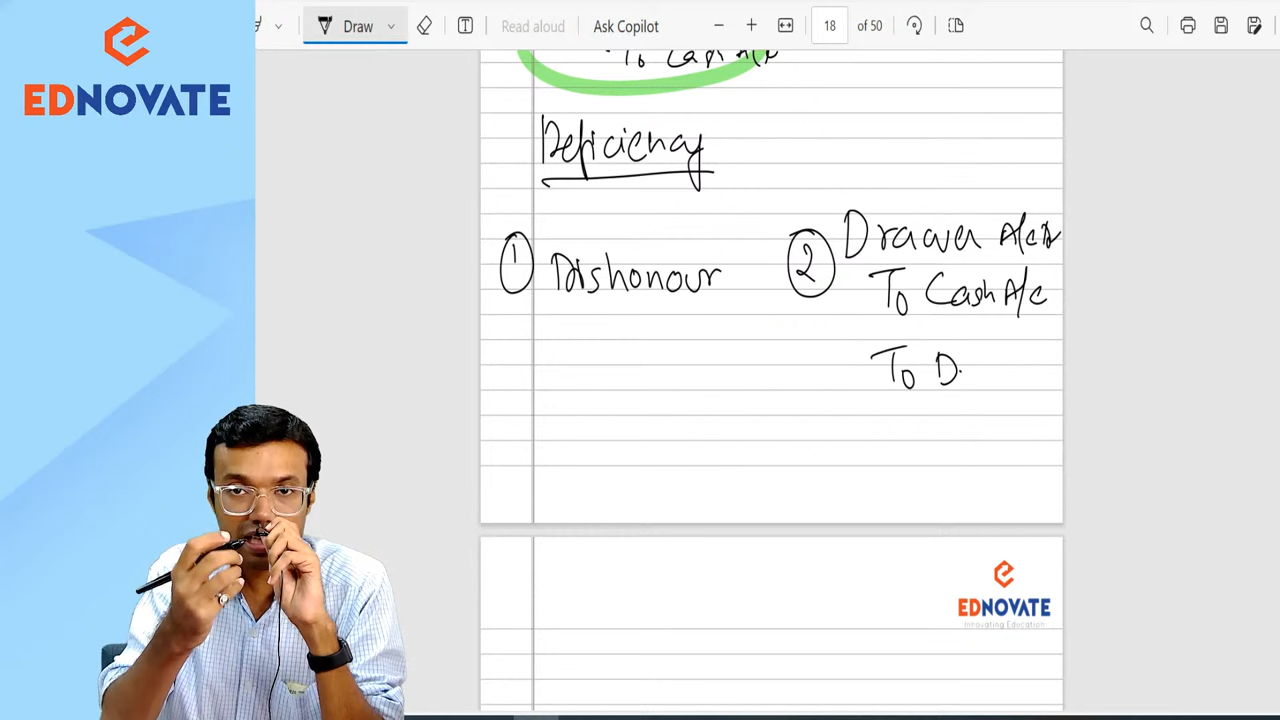 Draw
Read aloud
Ask Copilot
18 of 50
EDNOVATE
To Cash A/c
Deficiency
1 Dishonour
2 Drawer A/c Dr
To Cash A/c
To D.
EDNOVATE
Innovating Education